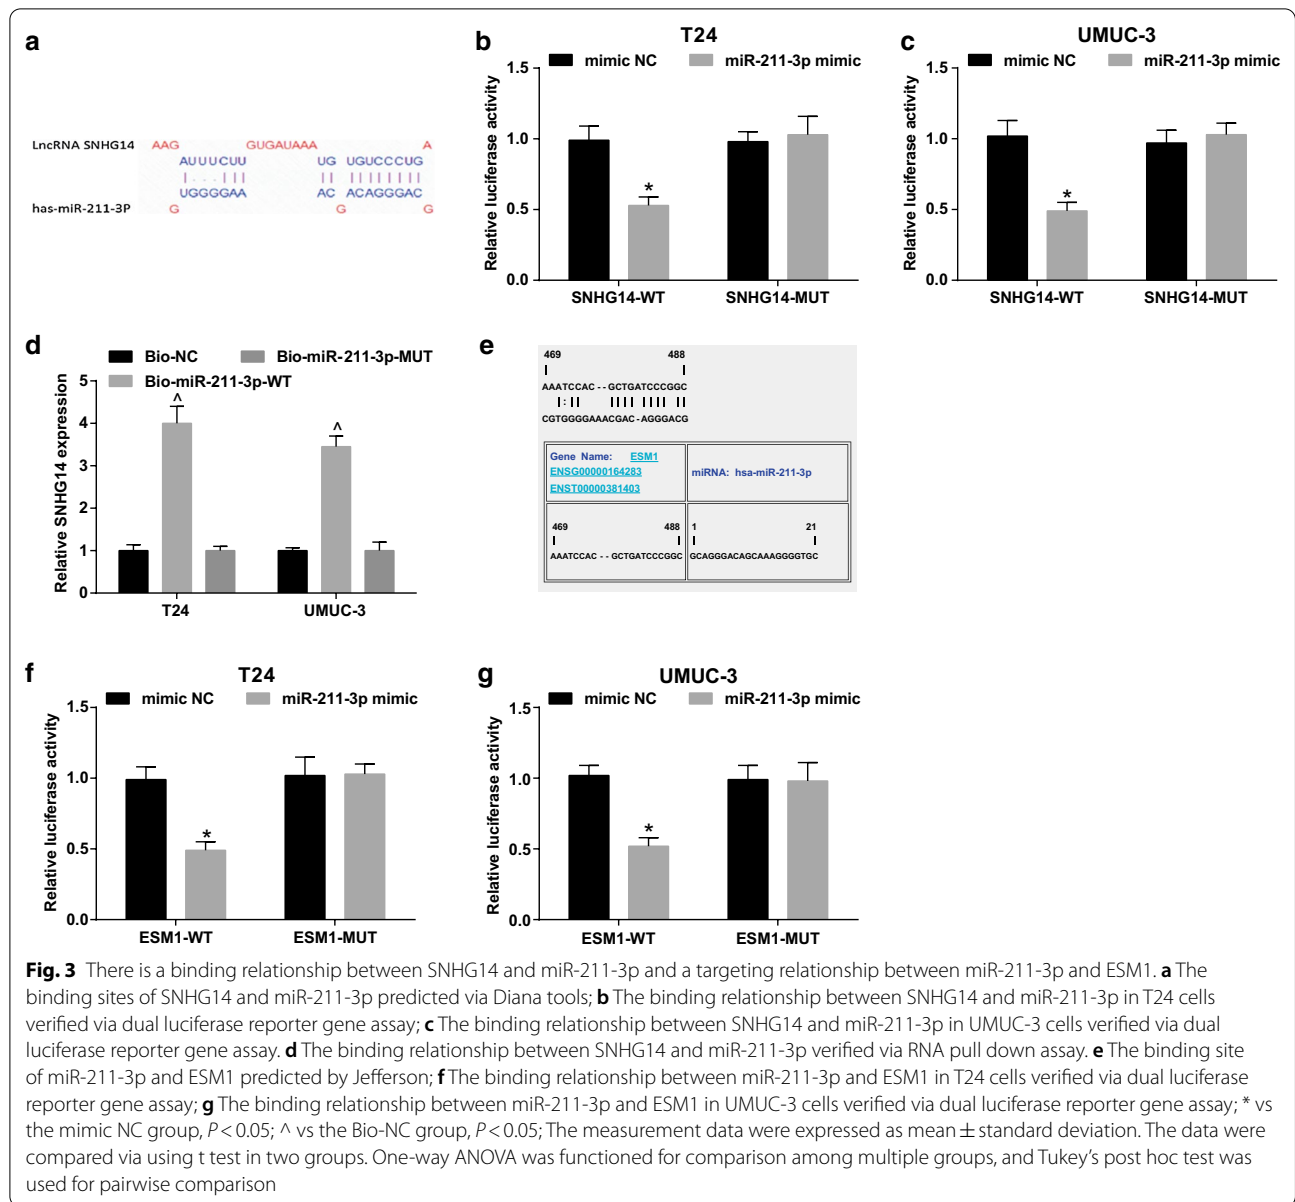 a
LncRNA SNHG14 AAG GUGAUAAA A
AUUUCUU UG UGUCCCUG
UGGGGAA AC ACAGGGAC
has-miR-211-3P G G G
b
T24
mimic NC miR-211-3p mimic
Relative luciferase activity
1.5
1.0
0.5
0.0
*
SNHG14-WT SNHG14-MUT
c
UMUC-3
mimic NC miR-211-3p mimic
Relative luciferase activity
1.5
1.0
0.5
0.0
*
SNHG14-WT SNHG14-MUT
d
Bio-NC Bio-miR-211-3p-MUT
Bio-miR-211-3p-WT
Relative SNHG14 expression
5
4
3
2
1
0
^ ^
T24 UMUC-3
e
469 488
AAATCCAC - - GCTGATCCCGGC
CGTGGGGAAACGAC - AGGGACG
Gene Name: ESM1
ENSG00000164283
ENST00000381403
miRNA: hsa-miR-211-3p
469 488 1 21
AAATCCAC - - GCTGATCCCGGC GCAGGGACAGCAAAGGGGTGC
f
T24
mimic NC miR-211-3p mimic
Relative luciferase activity
1.5
1.0
0.5
0.0
*
ESM1-WT ESM1-MUT
g
UMUC-3
mimic NC miR-211-3p mimic
Relative luciferase activity
1.5
1.0
0.5
0.0
*
ESM1-WT ESM1-MUT
Fig. 3 There is a binding relationship between SNHG14 and miR-211-3p and a targeting relationship between miR-211-3p and ESM1. a The
binding sites of SNHG14 and miR-211-3p predicted via Diana tools; b The binding relationship between SNHG14 and miR-211-3p in T24 cells
verified via dual luciferase reporter gene assay; c The binding relationship between SNHG14 and miR-211-3p in UMUC-3 cells verified via dual
luciferase reporter gene assay. d The binding relationship between SNHG14 and miR-211-3p verified via RNA pull down assay. e The binding site
of miR-211-3p and ESM1 predicted by Jefferson; f The binding relationship between miR-211-3p and ESM1 in T24 cells verified via dual luciferase
reporter gene assay; g The binding relationship between miR-211-3p and ESM1 in UMUC-3 cells verified via dual luciferase reporter gene assay; * vs
the mimic NC group, P < 0.05; ^ vs the Bio-NC group, P < 0.05; The measurement data were expressed as mean ± standard deviation. The data were
compared via using t test in two groups. One-way ANOVA was functioned for comparison among multiple groups, and Tukey's post hoc test was
used for pairwise comparison